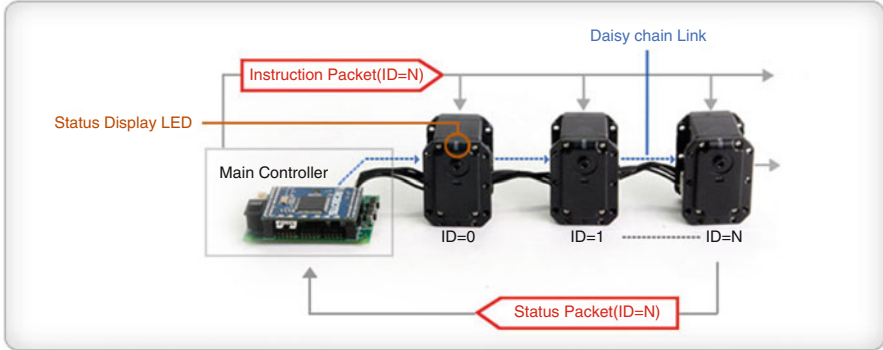 Daisy chain Link
Instruction Packet(ID=N)
Status Display LED
Main Controller
ID=0
ID=1
ID=N
Status Packet(ID=N)